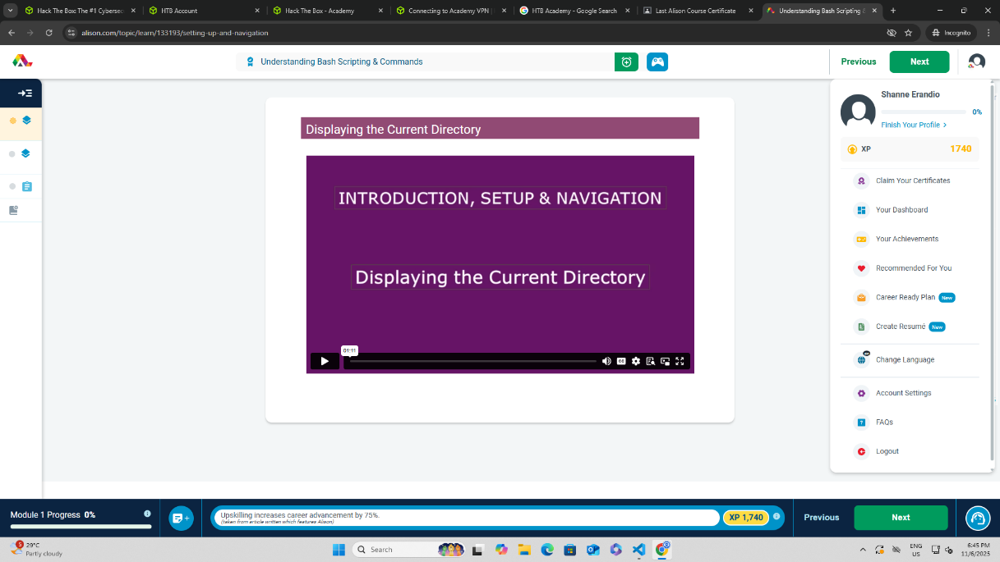 Hack The Box: The #1 Cybersec
HTB Account
Hack The Box - Academy
Connecting to Academy VPN
HTB Academy - Google Search
Last Alison Course Certificate
Understanding Bash Scripting &
alison.com/topic/learn/133193/setting-up-and-navigation
Incognito
Understanding Bash Scripting & Commands
Previous
Next
Shanne Erandio
0%
Finish Your Profile
XP
1740
Claim Your Certificates
Your Dashboard
Your Achievements
Recommended For You
Career Ready Plan New
Create Resumé New
Change Language
Account Settings
FAQs
Logout
Displaying the Current Directory
INTRODUCTION, SETUP & NAVIGATION
Displaying the Current Directory
01:11
CC
Module 1 Progress 0%
Upskilling increases career advancement by 75%.
(taken from article written which features Alison)
XP 1,740
Previous
Next
5
29°C
Partly cloudy
Search
ENG
US
6:45 PM
11/6/2025